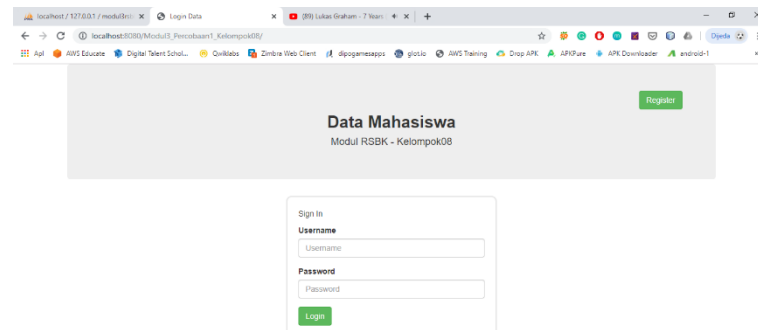 localhost / 127.0.0.1 / modul3rsb
Login Data
(89) Lukas Graham - 7 Years
localhost:8080/Modul3_Percobaan1_Kelompok08/
Dijeda
Apl
AWS Educate
Digital Talent Schol...
Qwiklabs
Zimbra Web Client
dipogamesapps
glot.io
AWS Training
Drop APK
APKPure
APK Downloader
android-1
Register
Data Mahasiswa
Modul RSBK - Kelompok08
Sign In
Username
Username
Password
Password
Login